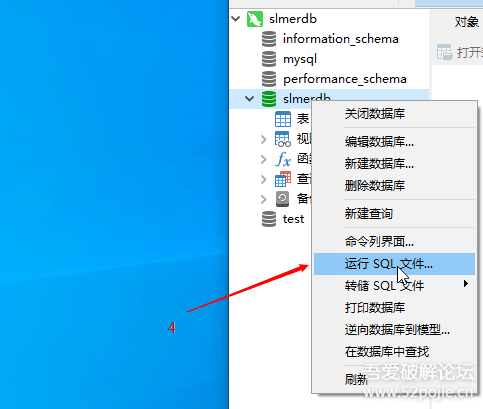 slmerdb
对象
information_schema
打开
mysql
performance_schema
slmerdb
关闭数据库
表
编辑数据库...
视
新建数据库...
函
删除数据库
查
备
新建查询
test
命令列界面...
运行 SQL 文件...
转储 SQL 文件
打印数据库
4
逆向数据库到模型...
在数据库中查找
刷新
吾爱破解论坛
www.52pojie.cn